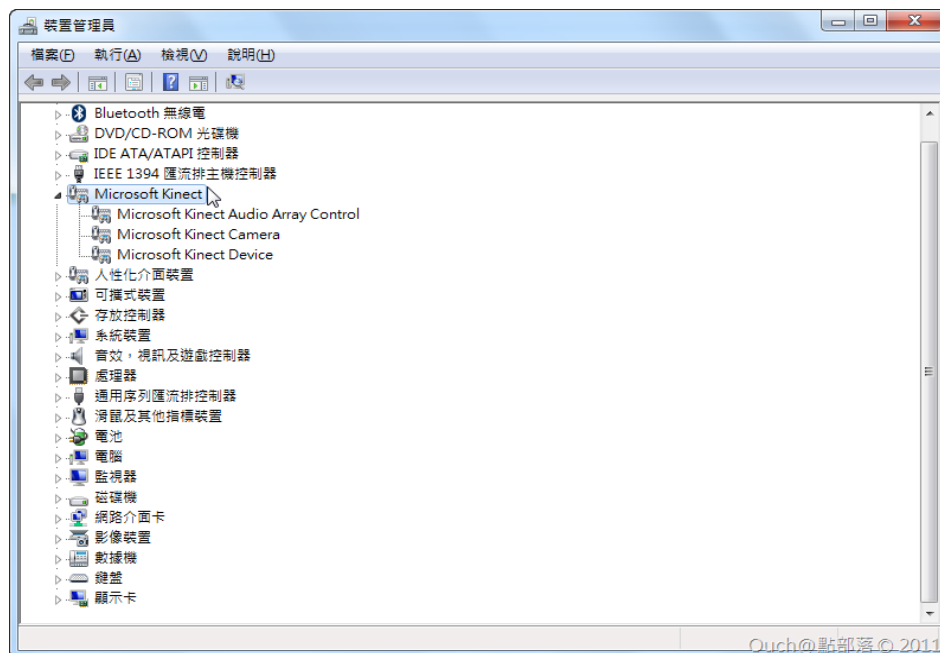 裝置管理員
檔案(F) 執行(A) 檢視(V) 說明(H)
Bluetooth 無線電
DVD/CD-ROM 光碟機
IDE ATA/ATAPI 控制器
IEEE 1394 匯流排主機控制器
Microsoft Kinect
Microsoft Kinect Audio Array Control
Microsoft Kinect Camera
Microsoft Kinect Device
人性化介面裝置
可攜式裝置
存放控制器
系統裝置
音效，視訊及遊戲控制器
處理器
通用序列匯流排控制器
滑鼠及其他指標裝置
電池
電腦
監視器
磁碟機
網路介面卡
影像裝置
數據機
鍵盤
顯示卡
Ouch@點部落 © 2011